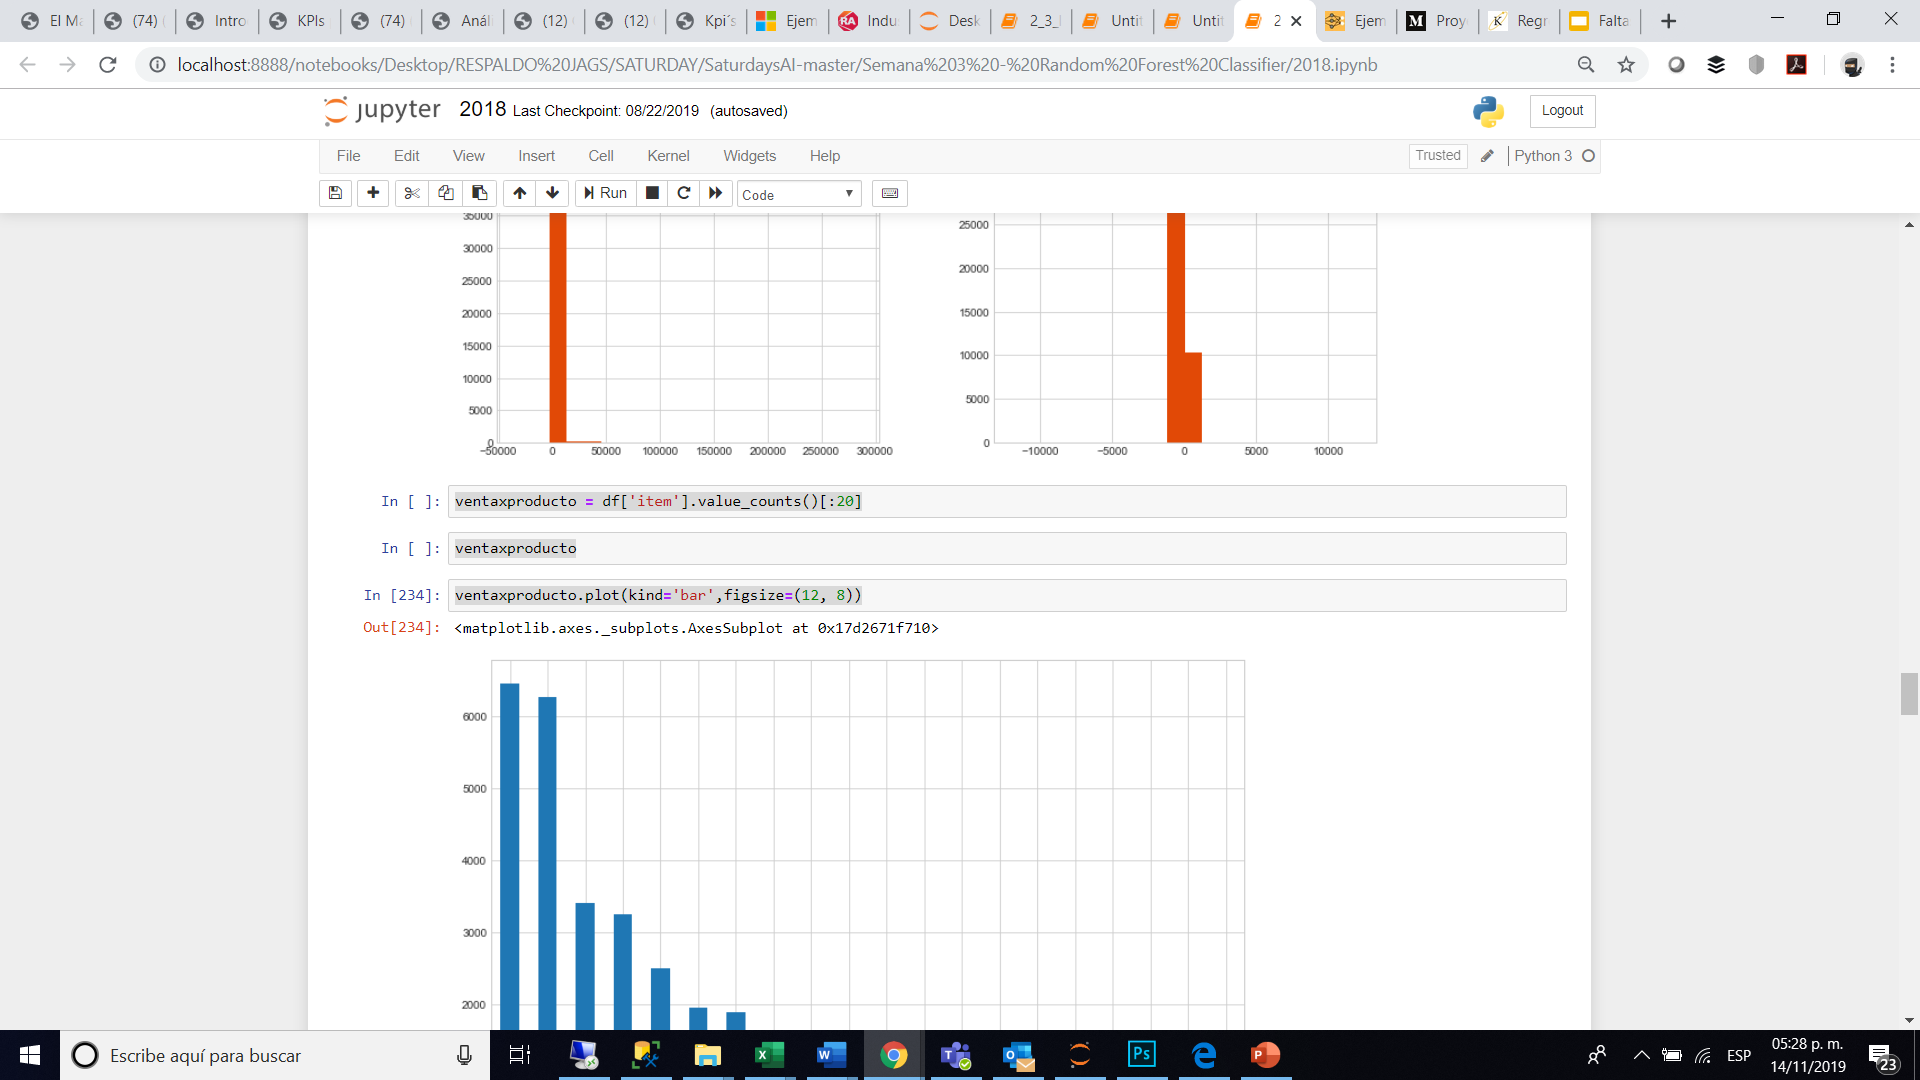 El Ma
(74)
Intro
KPIs
(74)
Anál
(12)
(12)
Kpi´s
Ejem
RA Indu
Desk
2_3_
Untit
Untit
2
Ejem
M Proy
K Regr
Falta
localhost:8888/notebooks/Desktop/RESPALDO%20JAGS/SATURDAY/SaturdaysAI-master/Semana%203%20-%20Random%20Forest%20Classifier/2018.ipynb
jupyter 2018 Last Checkpoint: 08/22/2019 (autosaved)
Logout
File Edit View Insert Cell Kernel Widgets Help
Trusted Python 3
Run Code
35000
30000
25000
20000
15000
10000
5000
0
−50000 0 50000 100000 150000 200000 250000 300000
25000
20000
15000
10000
5000
0
−10000 −5000 0 5000 10000
In [ ]: ventaxproducto = df['item'].value_counts()[:20]
In [ ]: ventaxproducto
In [234]: ventaxproducto.plot(kind='bar',figsize=(12, 8))
Out[234]: <matplotlib.axes._subplots.AxesSubplot at 0x17d2671f710>
6000
5000
4000
3000
2000
Escribe aquí para buscar
Ps
ESP
05:28 p. m.
14/11/2019
23